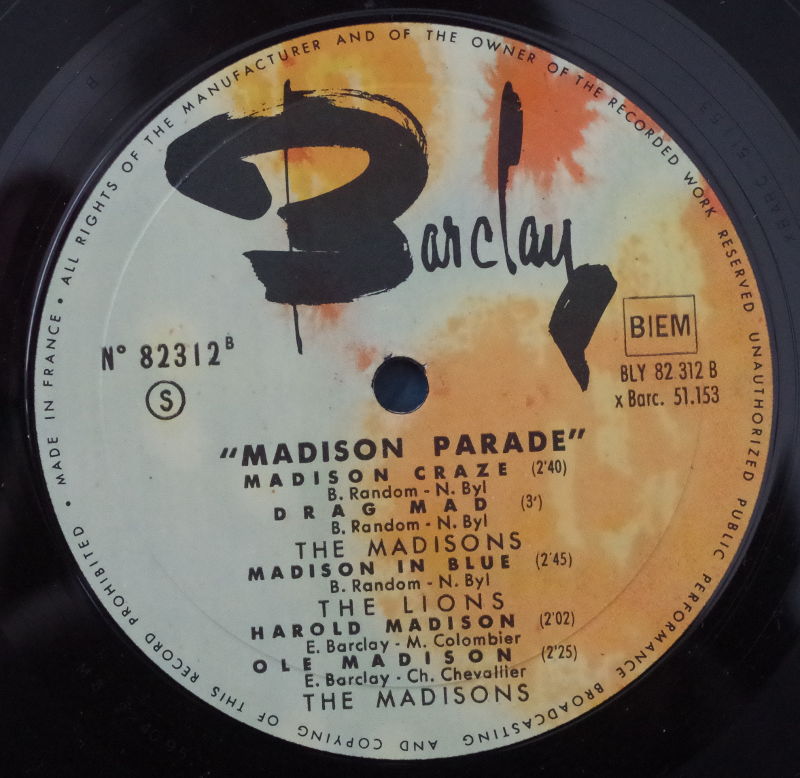 MADE IN FRANCE • ALL RIGHTS OF THE MANUFACTURER AND OF THE OWNER OF THE RECORDED WORK RESERVED UNAUTHORIZED PUBLIC PERFORMANCE BROADCASTING AND COPYING OF THIS RECORD PROHIBITED •
Barclay
BIEM
N° 82312 B
S
BLY 82 312 B
x Barc. 51.153
"MADISON PARADE"
MADISON CRAZE (2'40)
B. Random - N. Byl
DRAG MAD (3')
B. Random - N. Byl
THE MADISONS
MADISON IN BLUE (2'45)
B. Random - N. Byl
THE LIONS
HAROLD MADISON (2'02)
E. Barclay - M. Colombier
OLE MADISON (2'25)
E. Barclay - Ch. Chevallier
THE MADISONS